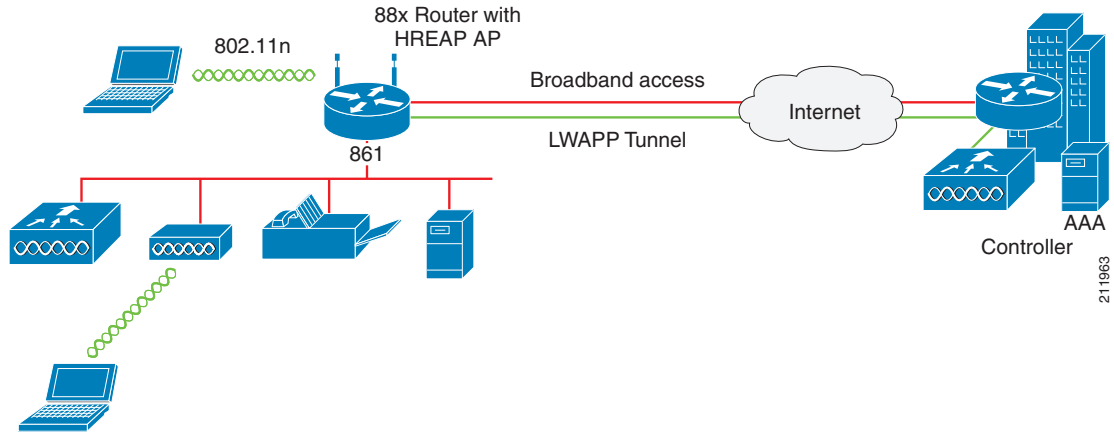 88x Router with
HREAP AP
802.11n
Broadband access
Internet
LWAPP Tunnel
861
AAA
Controller
211963